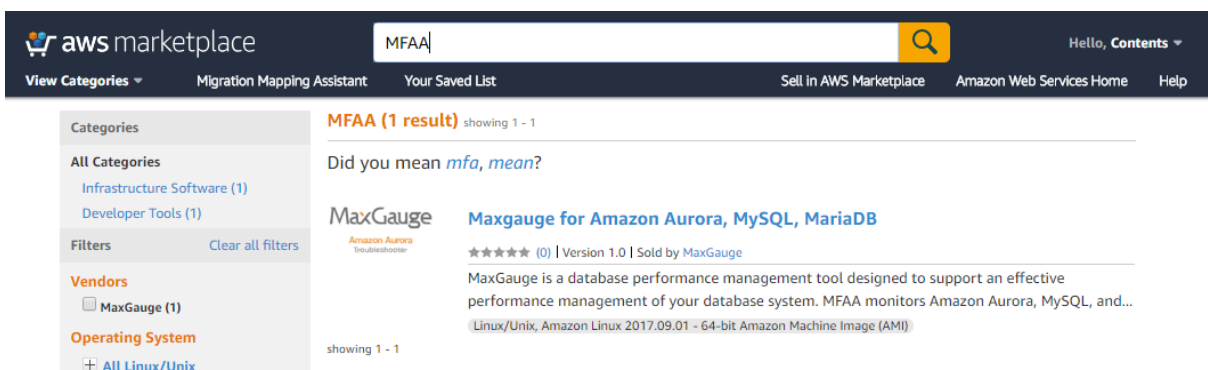 aws marketplace
MFAA
Hello, Contents
View Categories
Migration Mapping Assistant
Your Saved List
Sell in AWS Marketplace
Amazon Web Services Home
Help
Categories
All Categories
Infrastructure Software (1)
Developer Tools (1)
Filters
Clear all filters
Vendors
MaxGauge (1)
Operating System
All Linux/Unix
MFAA (1 result) showing 1 - 1
Did you mean mfa, mean?
MaxGauge
Amazon Aurora
Troubleshooter
Maxgauge for Amazon Aurora, MySQL, MariaDB
(0) | Version 1.0 | Sold by MaxGauge
MaxGauge is a database performance management tool designed to support an effective
performance management of your database system. MFAA monitors Amazon Aurora, MySQL, and...
Linux/Unix, Amazon Linux 2017.09.01 - 64-bit Amazon Machine Image (AMI)
showing 1 - 1